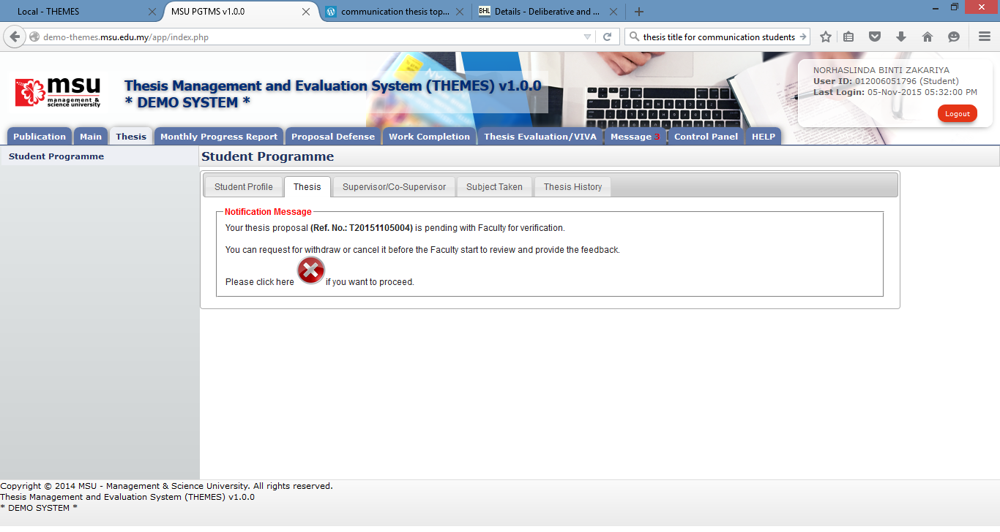 Local - THEMES
MSU PGTMS v1.0.0
communication thesis top...
BHL Details - Deliberative and ...
demo-themes.msu.edu.my/app/index.php
thesis title for communication students
msu
management &
science university
Thesis Management and Evaluation System (THEMES) v1.0.0
* DEMO SYSTEM *
NORHASLINDA BINTI ZAKARIYA
User ID: 012006051796 (Student)
Last Login: 05-Nov-2015 05:32:00 PM
Logout
Publication Main Thesis Monthly Progress Report Proposal Defense Work Completion Thesis Evaluation/VIVA Message 3 Control Panel HELP
Student Programme
Student Programme
Student Profile Thesis Supervisor/Co-Supervisor Subject Taken Thesis History
Notification Message
Your thesis proposal (Ref. No.: T20151105004) is pending with Faculty for verification.
You can request for withdraw or cancel it before the Faculty start to review and provide the feedback.
Please click here if you want to proceed.
Copyright © 2014 MSU - Management & Science University. All rights reserved.
Thesis Management and Evaluation System (THEMES) v1.0.0
* DEMO SYSTEM *